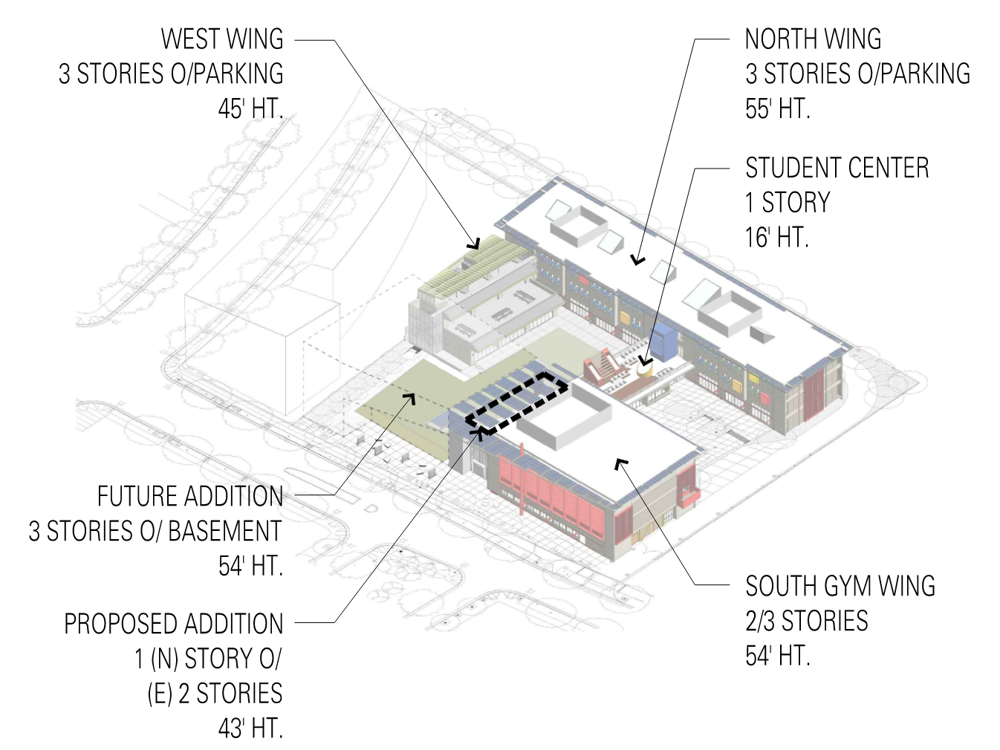 WEST WING
3 STORIES O/PARKING
45' HT.
NORTH WING
3 STORIES O/PARKING
55' HT.
STUDENT CENTER
1 STORY
16' HT.
FUTURE ADDITION
3 STORIES O/ BASEMENT
54' HT.
PROPOSED ADDITION
1 (N) STORY O/
(E) 2 STORIES
43' HT.
SOUTH GYM WING
2/3 STORIES
54' HT.